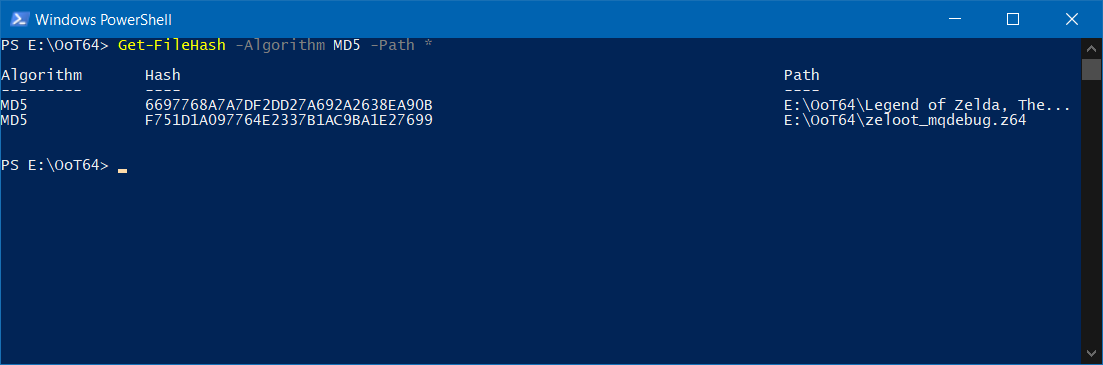 Windows PowerShell
PS E:\OoT64> Get-FileHash -Algorithm MD5 -Path *
Algorithm Hash Path
--------- ---- ----
MD5 6697768A7A7DF2DD27A692A2638EA90B E:\OoT64\Legend of Zelda, The...
MD5 F751D1A097764E2337B1AC9BA1E27699 E:\OoT64\zeloot_mqdebug.z64
PS E:\OoT64> _